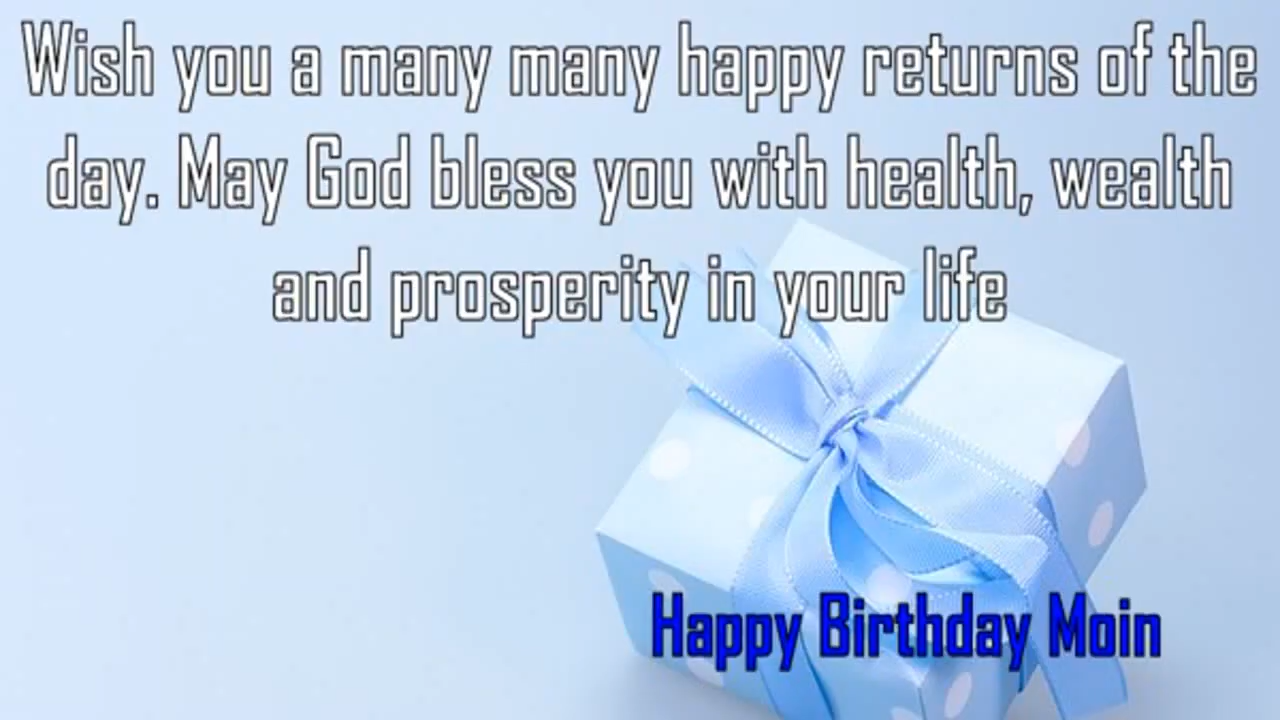 Wish you a many many happy returns of the
day. May God bless you with health, wealth
and prosperity in your life
Happy Birthday Moin